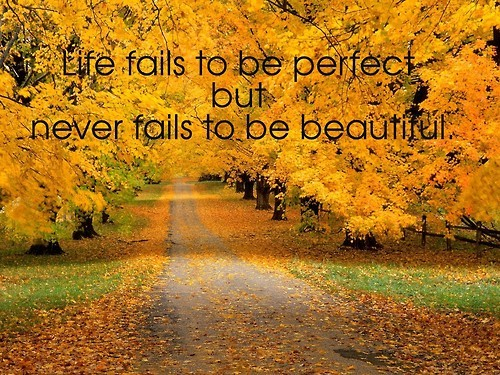 Life fails to be perfect
but
never fails to be beautiful.